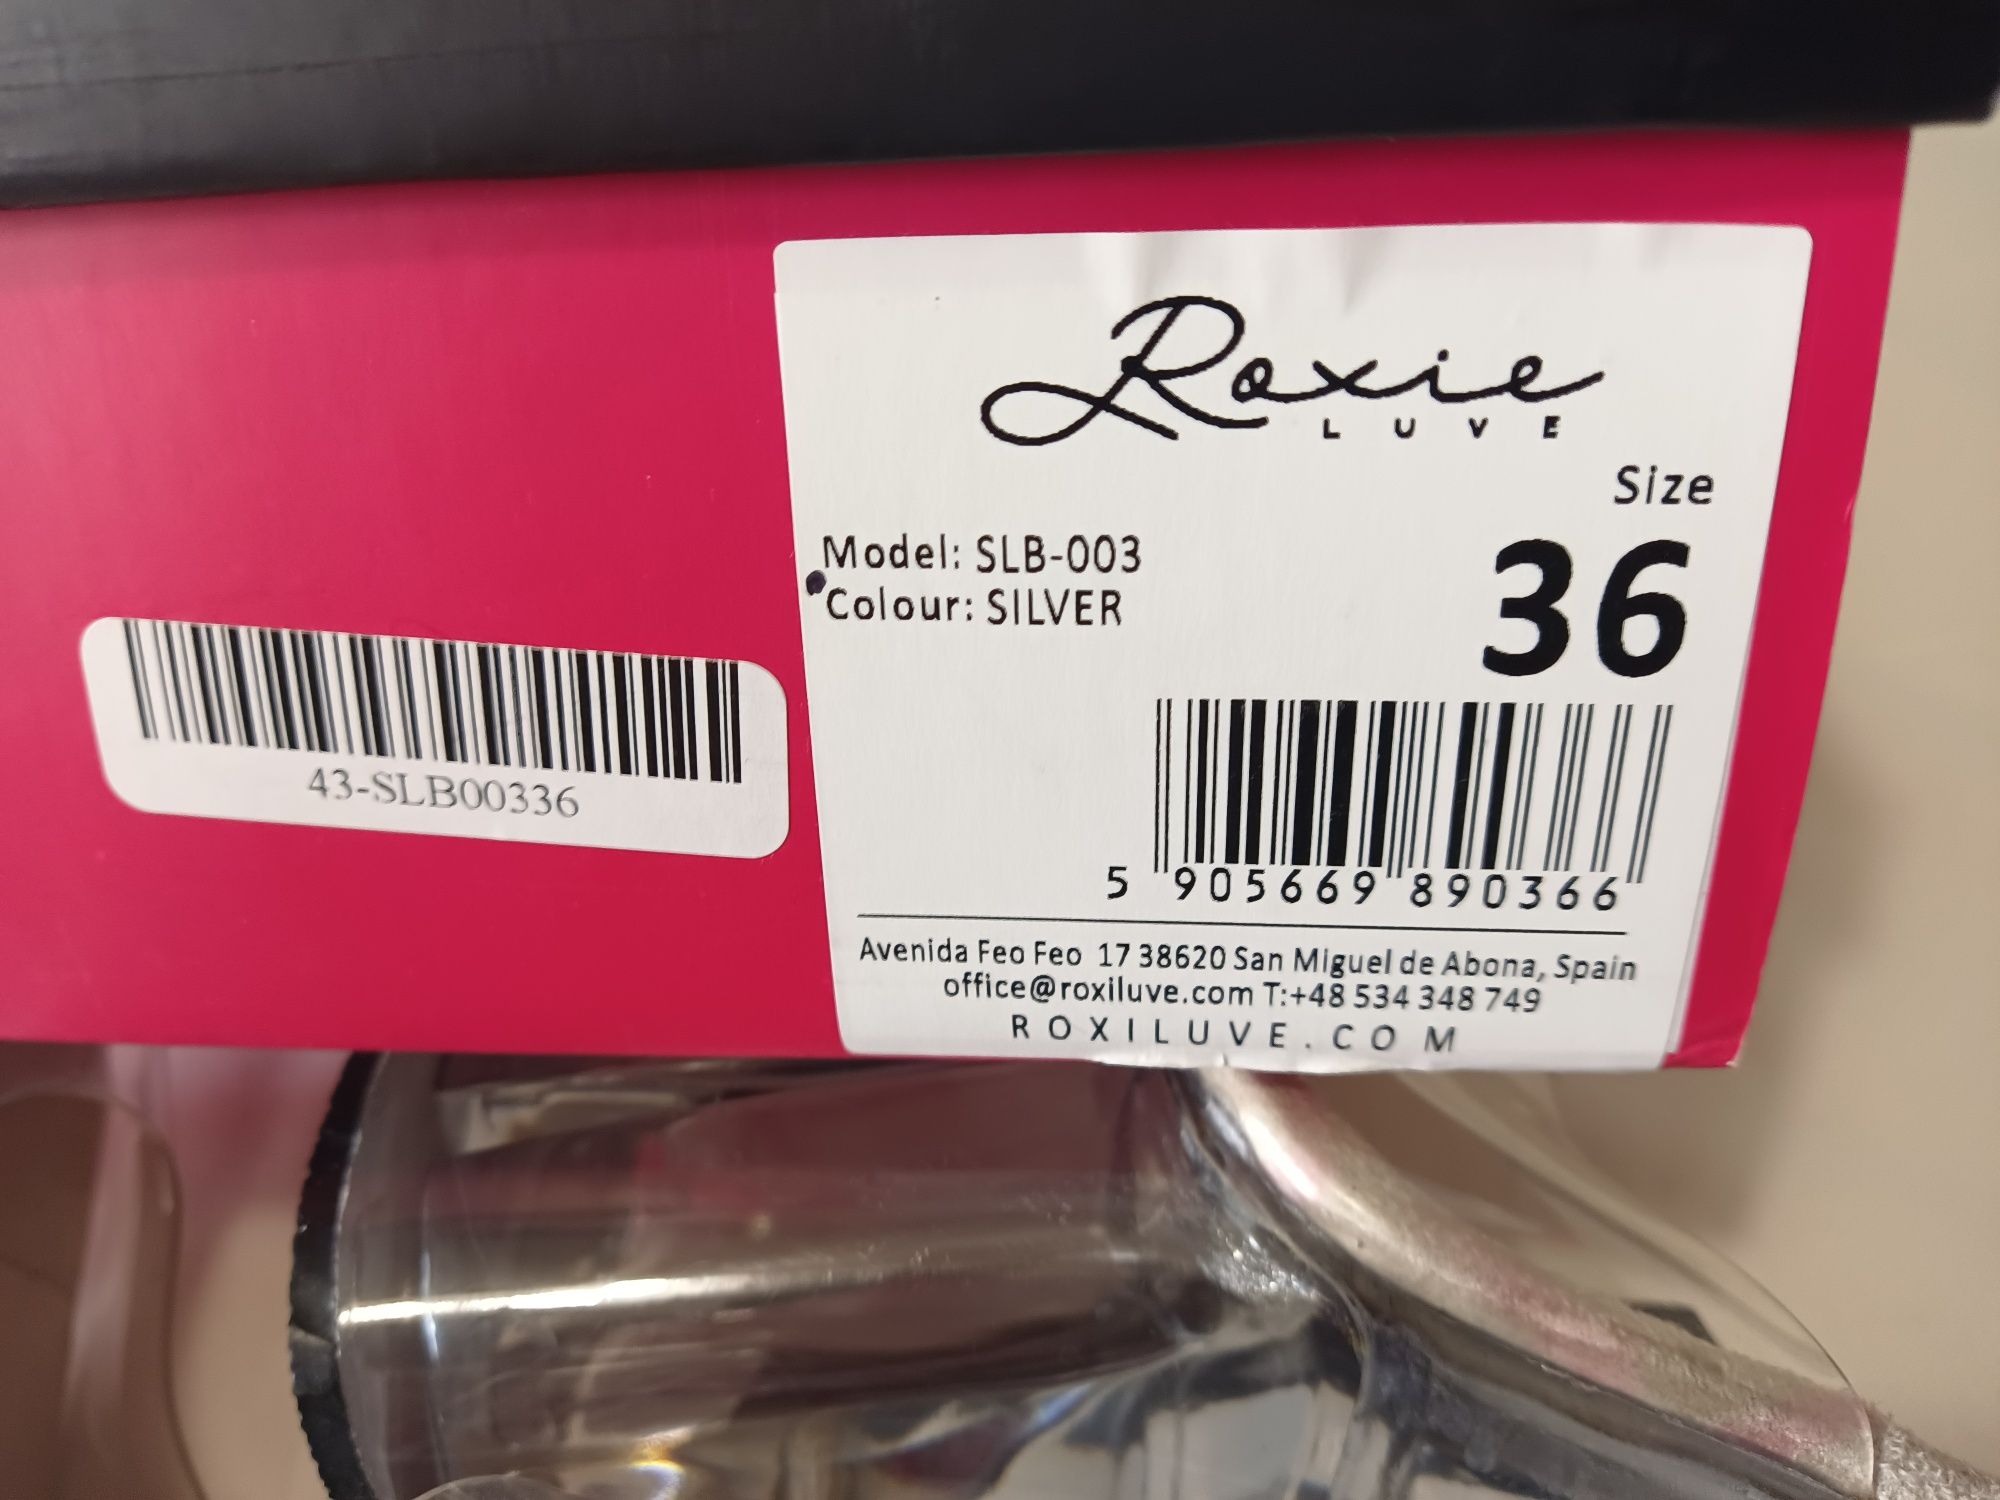 Roxie
LUVE
Size
36
Model: SLB-003
Colour: SILVER
43-SLB00336
5 905669 890366
Avenida Feo Feo 17 38620 San Miguel de Abona, Spain
office@roxiluve.com T:+48 534 348 749
ROXILUVE.COM